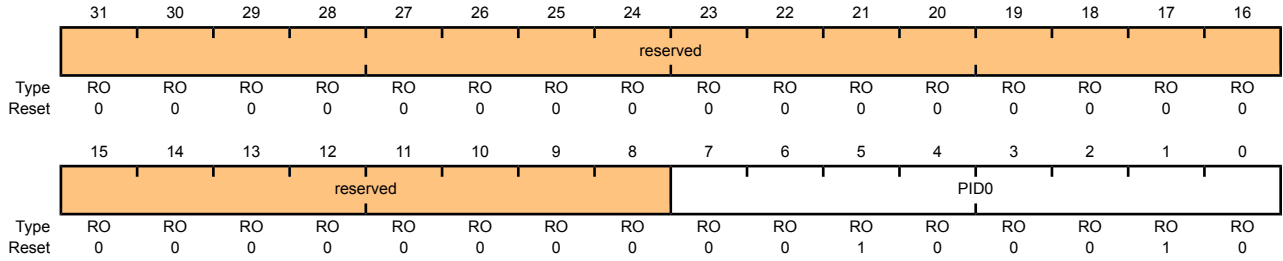 31 30 29 28 27 26 25 24 23 22 21 20 19 18 17 16
reserved
Type RO RO RO RO RO RO RO RO RO RO RO RO RO RO RO RO
Reset 0 0 0 0 0 0 0 0 0 0 0 0 0 0 0 0
15 14 13 12 11 10 9 8 7 6 5 4 3 2 1 0
reserved PID0
Type RO RO RO RO RO RO RO RO RO RO RO RO RO RO RO RO
Reset 0 0 0 0 0 0 0 0 0 0 1 0 0 0 1 0